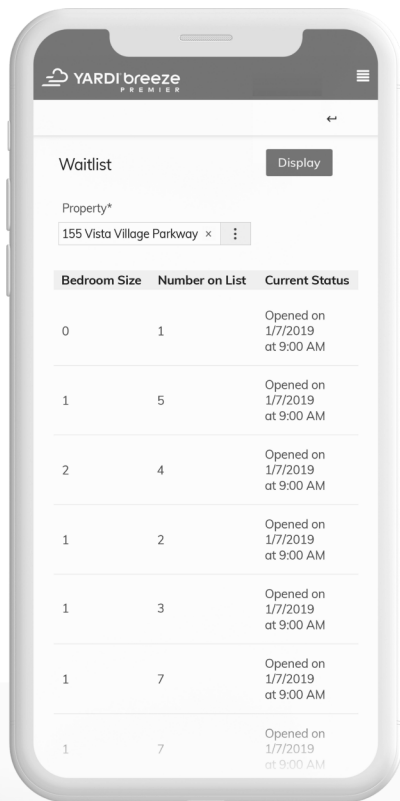 YARDI breeze
PREMIER
Waitlist
Display
Property*
155 Vista Village Parkway ×
Bedroom Size Number on List Current Status
Opened on
0 1 1/7/2019
at 9:00 AM
Opened on
1 5 1/7/2019
at 9:00 AM
Opened on
2 4 1/7/2019
at 9:00 AM
Opened on
1 2 1/7/2019
at 9:00 AM
Opened on
1 3 1/7/2019
at 9:00 AM
Opened on
1 7 1/7/2019
at 9:00 AM
Opened on
1 7 1/7/2019
at 9:00 AM